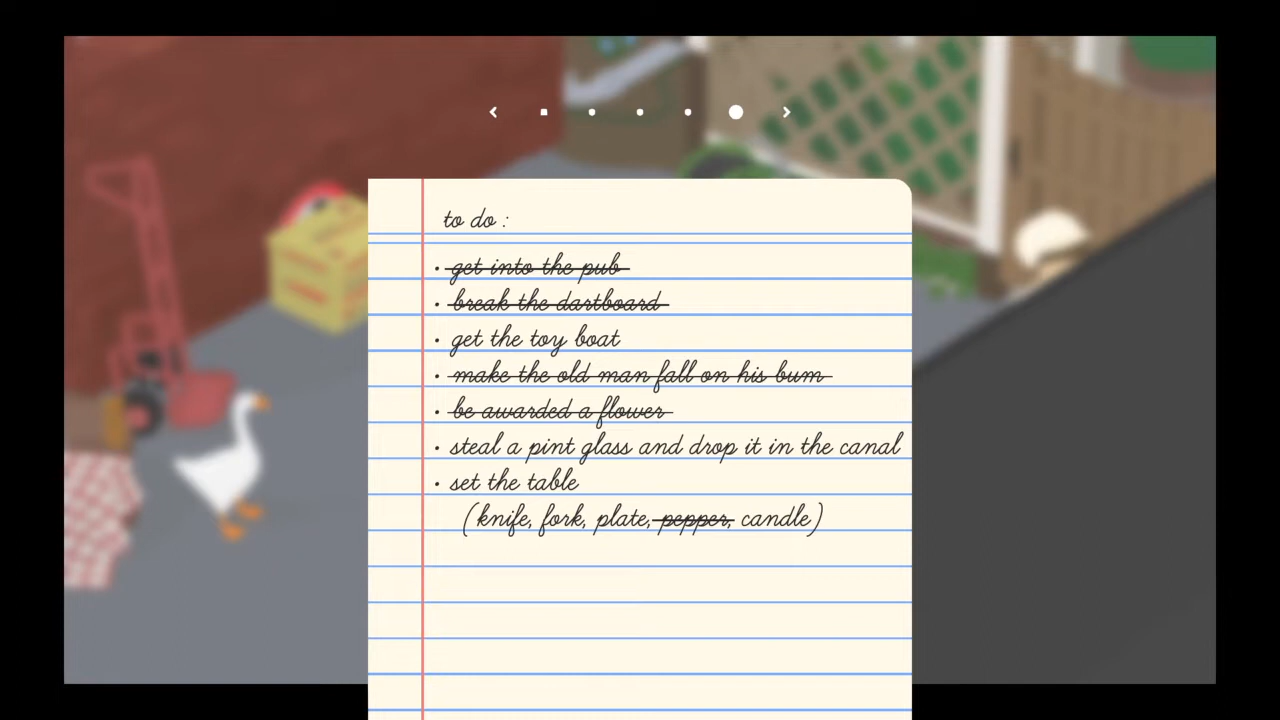 to do :
• get into the pub
• break the dartboard
• get the toy boat
• make the old man fall on his bum
• be awarded a flower
• steal a pint glass and drop it in the canal
• set the table
(knife, fork, plate, pepper, candle)